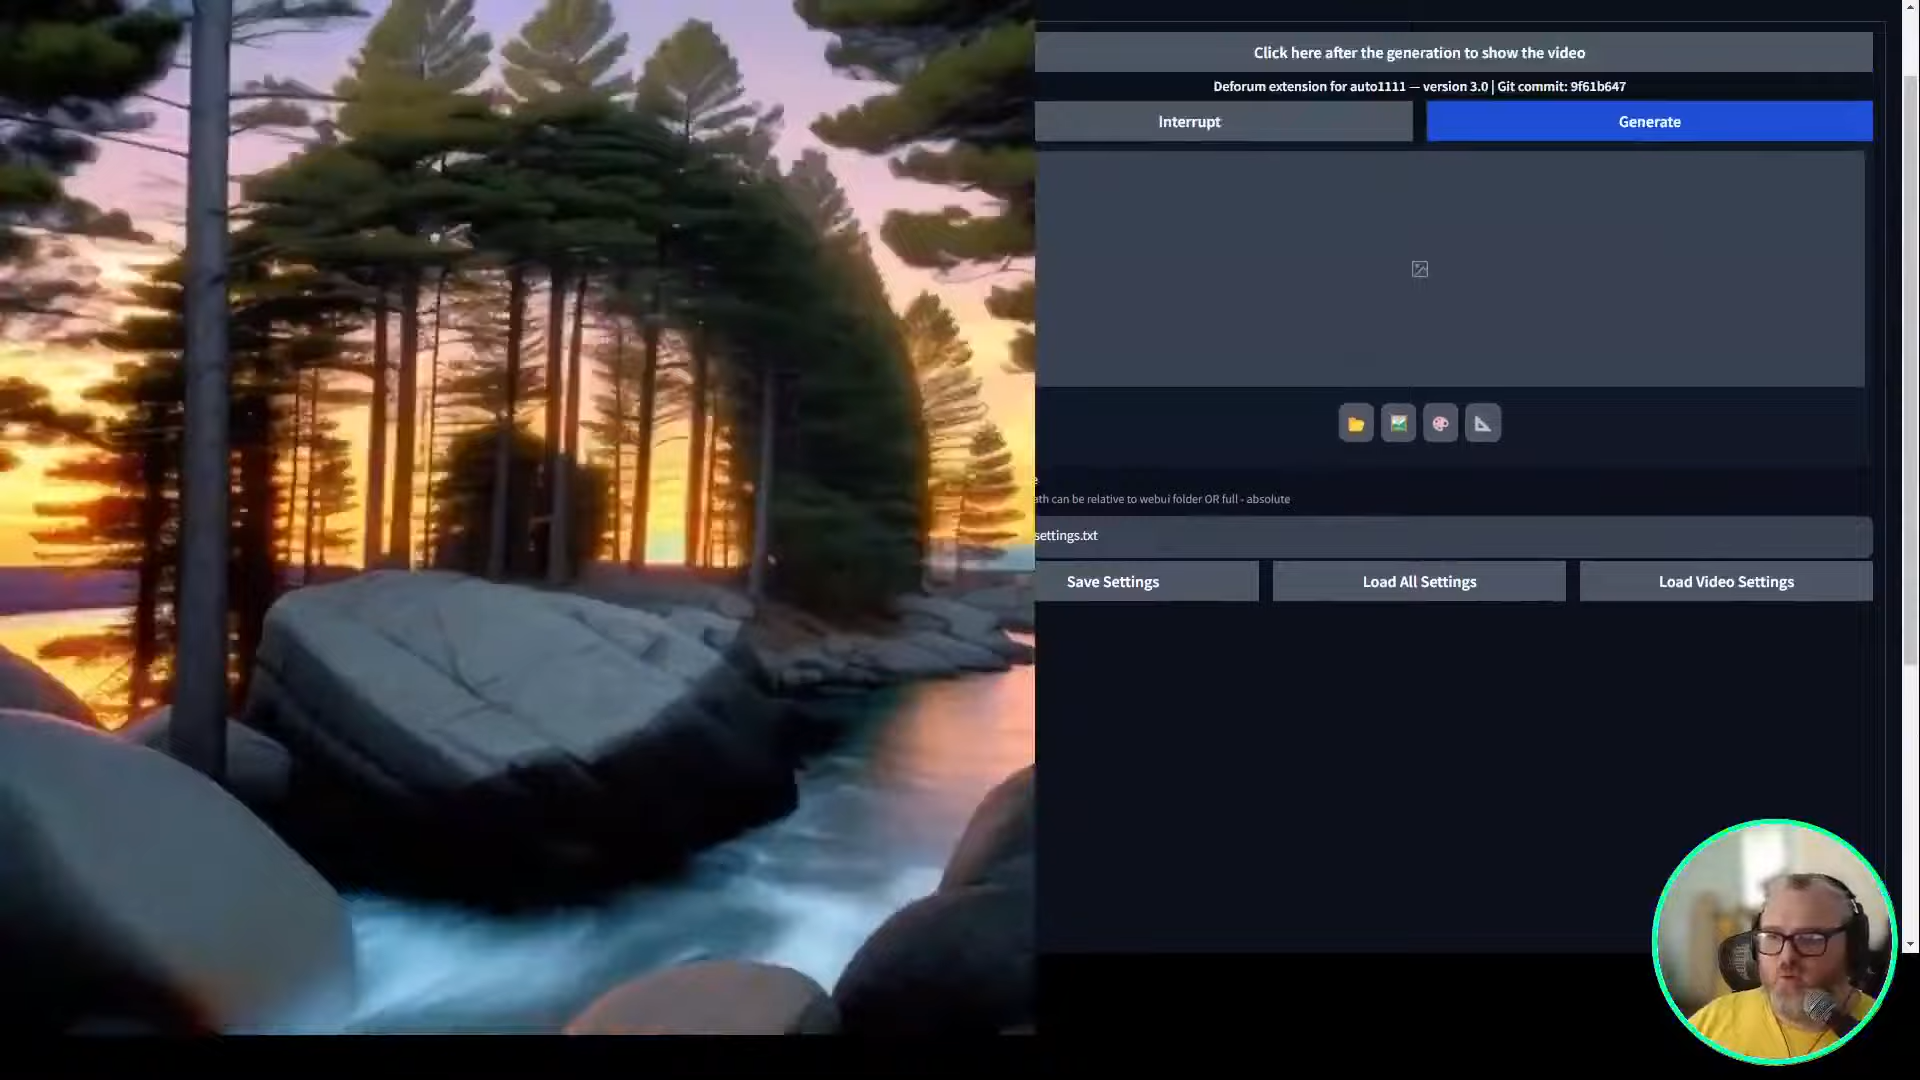 Click here after the generation to show the video
Deforum extension for auto1111 — version 3.0 | Git commit: 9f61b647
Interrupt
Generate
can be relative to webui folder OR full - absolute
settings.txt
Save Settings
Load All Settings
Load Video Settings